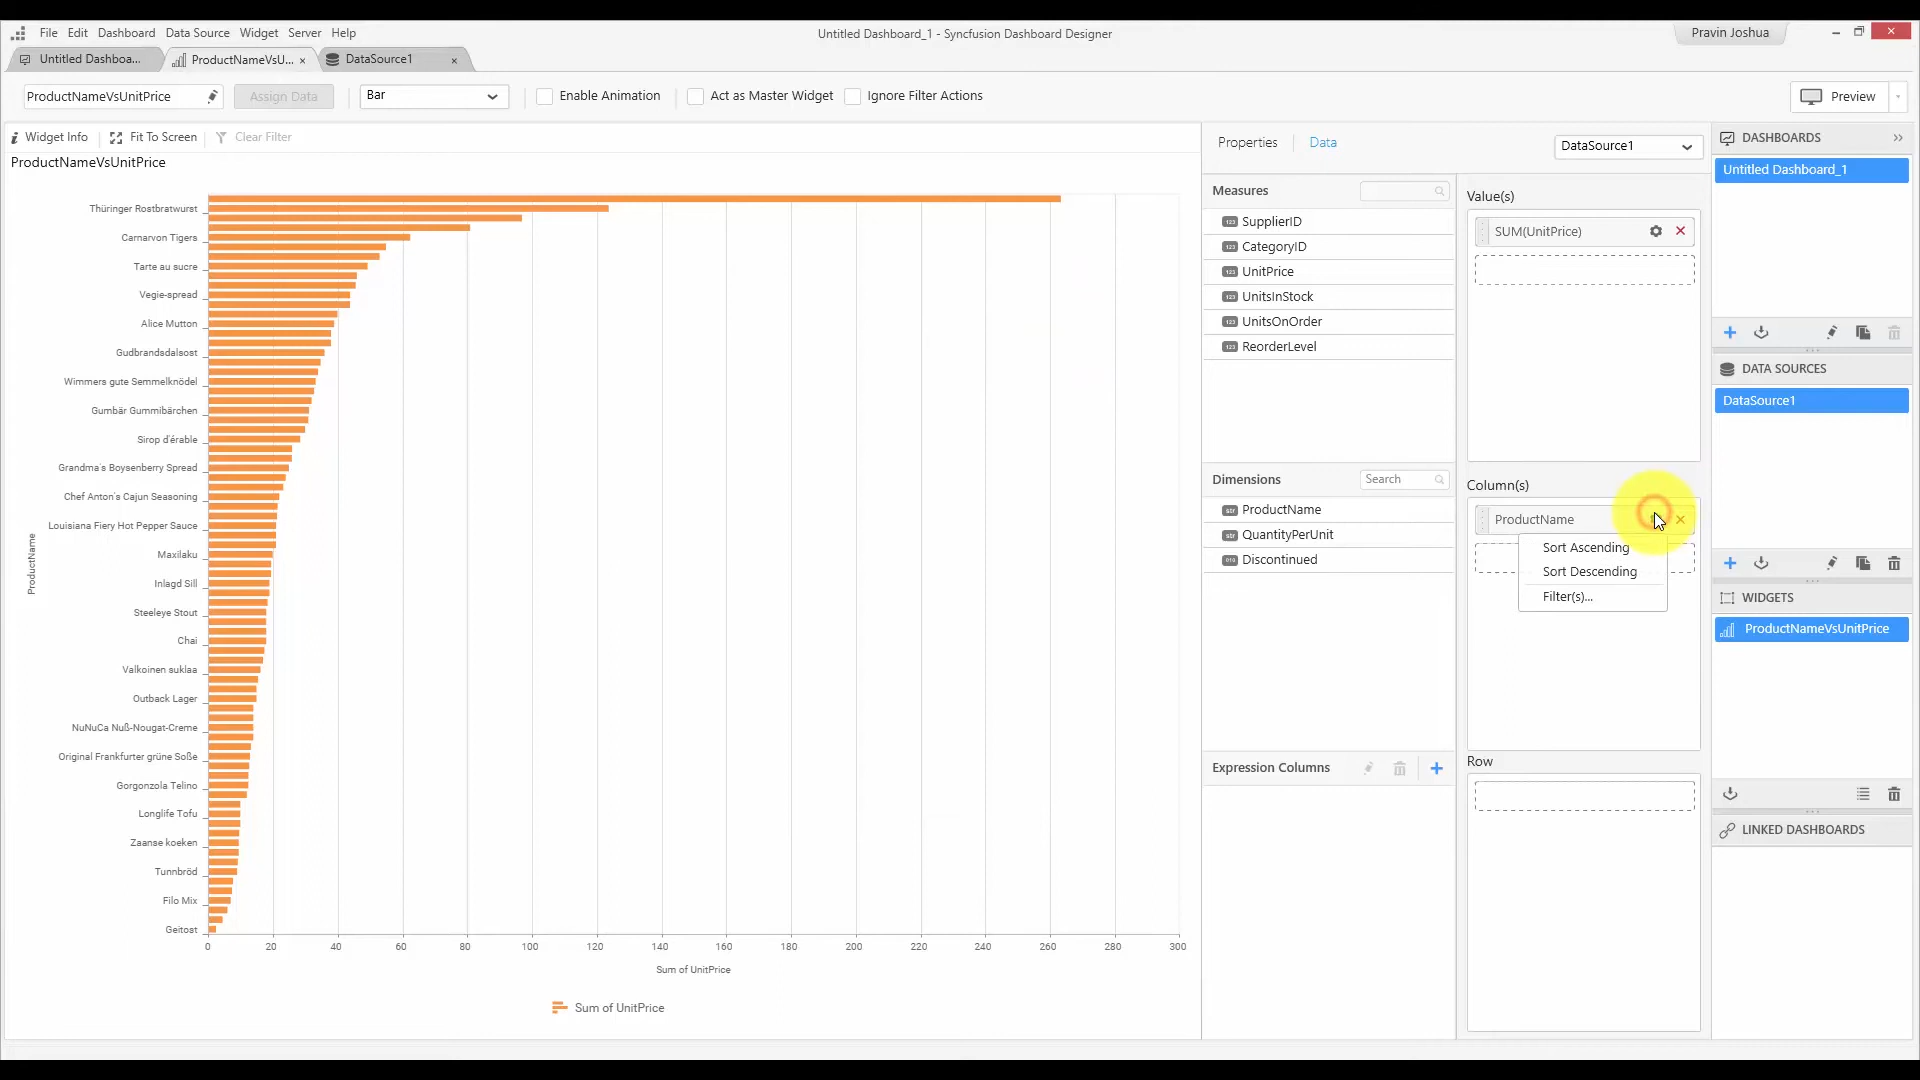 File Edit Dashboard Data Source Widget Server Help
Untitled Dashboard_1 - Syncfusion Dashboard Designer
Pravin Joshua
Untitled Dashboa...
ProductNameVsU...
DataSource1
ProductNameVsUnitPrice
Assign Data
Bar
Enable Animation
Act as Master Widget
Ignore Filter Actions
Preview
Widget Info
Fit To Screen
Clear Filter
ProductNameVsUnitPrice
ProductName
Thüringer Rostbratwurst
Carnarvon Tigers
Tarte au sucre
Vegie-spread
Alice Mutton
Gudbrandsdalsost
Wimmers gute Semmelknödel
Gumbär Gummibärchen
Sirop d'érable
Grandma's Boysenberry Spread
Chef Anton's Cajun Seasoning
Louisiana Fiery Hot Pepper Sauce
Maxilaku
Inlagd Sill
Steeleye Stout
Chai
Valkoinen suklaa
Outback Lager
NuNuCa Nuß-Nougat-Creme
Original Frankfurter grüne Soße
Gorgonzola Telino
Longlife Tofu
Zaanse koeken
Tunnbröd
Filo Mix
Geitost
0 20 40 60 80 100 120 140 160 180 200 220 240 260 280 300
Sum of UnitPrice
Sum of UnitPrice
Properties
Data
DataSource1
Measures
123 SupplierID
123 CategoryID
123 UnitPrice
123 UnitsInStock
123 UnitsOnOrder
123 ReorderLevel
Dimensions
Search
str ProductName
str QuantityPerUnit
Discontinued
Expression Columns
Value(s)
SUM(UnitPrice)
Column(s)
ProductName
Sort Ascending
Sort Descending
Filter(s)...
Row
DASHBOARDS
Untitled Dashboard_1
DATA SOURCES
DataSource1
WIDGETS
ProductNameVsUnitPrice
LINKED DASHBOARDS